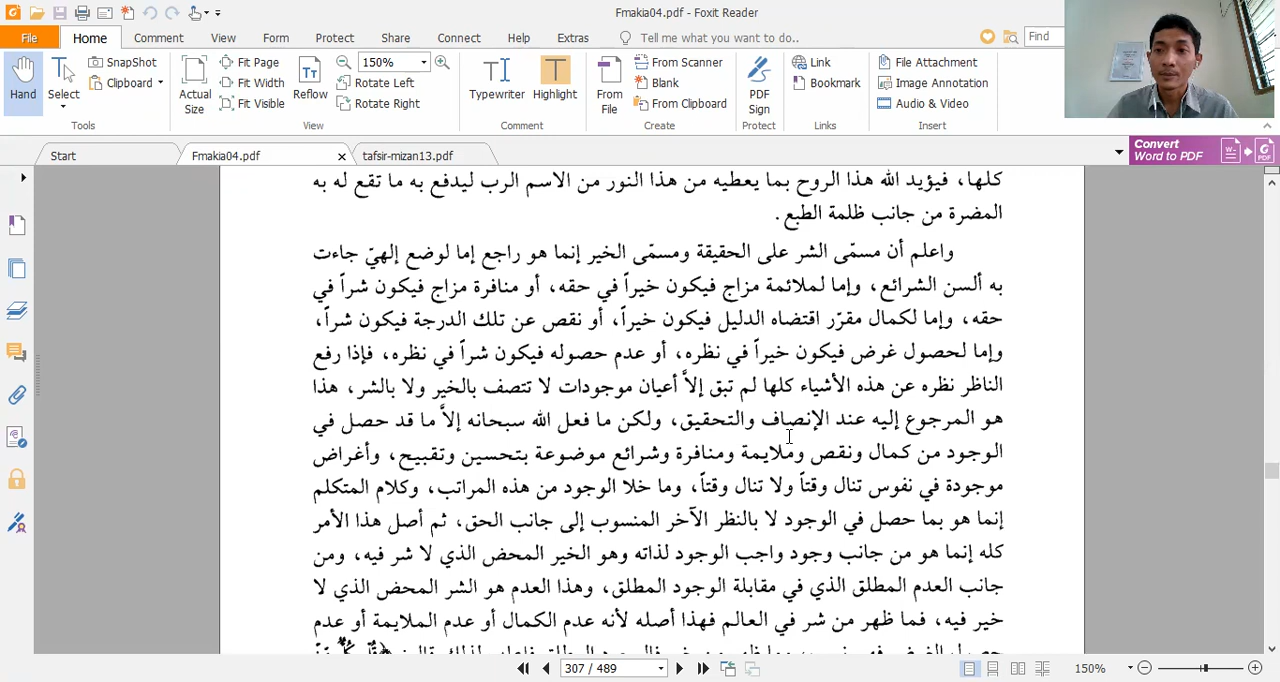 Fmakia04.pdf - Foxit Reader
File
Home
Comment
View
Form
Protect
Share
Connect
Help
Extras
Tell me what you want to do..
Find
Hand
Select
SnapShot
Clipboard
Actual Size
Fit Page
Fit Width
Fit Visible
Reflow
150%
Rotate Left
Rotate Right
Typewriter
Highlight
From File
From Scanner
Blank
From Clipboard
PDF Sign
Link
Bookmark
File Attachment
Image Annotation
Audio & Video
Tools
View
Comment
Create
Protect
Links
Insert
Start
Fmakia04.pdf
tafsir-mizan13.pdf
Convert
Word to PDF
كلها، فيؤيد الله هذا الروح بما يعطيه من هذا النور من الاسم الرب ليدفع به ما تقع له به
المضرة من جانب ظلمة الطبع.
واعلم أن مسمّى الشر على الحقيقة ومسمّى الخير إنما هو راجع إما لوضع إلهيّ جاءت
به ألسن الشرائع، وإما لملائمة مزاج فيكون خيراً في حقه، أو منافرة مزاج فيكون شراً في
حقه، وإما لكمال مقرّر اقتضاه الدليل فيكون خيراً، أو نقص عن تلك الدرجة فيكون شراً،
وإما لحصول غرض فيكون خيراً في نظره، أو عدم حصوله فيكون شراً في نظره، فإذا رفع
الناظر نظره عن هذه الأشياء كلها لم تبق إلاَّ أعيان موجودات لا تتصف بالخير ولا بالشر، هذا
هو المرجوع إليه عند الإنصاف والتحقيق، ولكن ما فعل الله سبحانه إلاَّ ما قد حصل في
الوجود من كمال ونقص وملايمة ومنافرة وشرائع موضوعة بتحسين وتقبيح، وأغراض
موجودة في نفوس تنال وقتاً ولا تنال وقتاً، وما خلا الوجود من هذه المراتب، وكلام المتكلم
إنما هو بما حصل في الوجود لا بالنظر الآخر المنسوب إلى جانب الحق، ثم أصل هذا الأمر
كله إنما هو من جانب وجود واجب الوجود لذاته وهو الخير المحض الذي لا شر فيه، ومن
جانب العدم المطلق الذي في مقابلة الوجود المطلق، وهذا العدم هو الشر المحض الذي لا
خير فيه، فما ظهر من شر في العالم فهذا أصله لأنه عدم الكمال أو عدم الملايمة أو عدم
307 / 489
150%